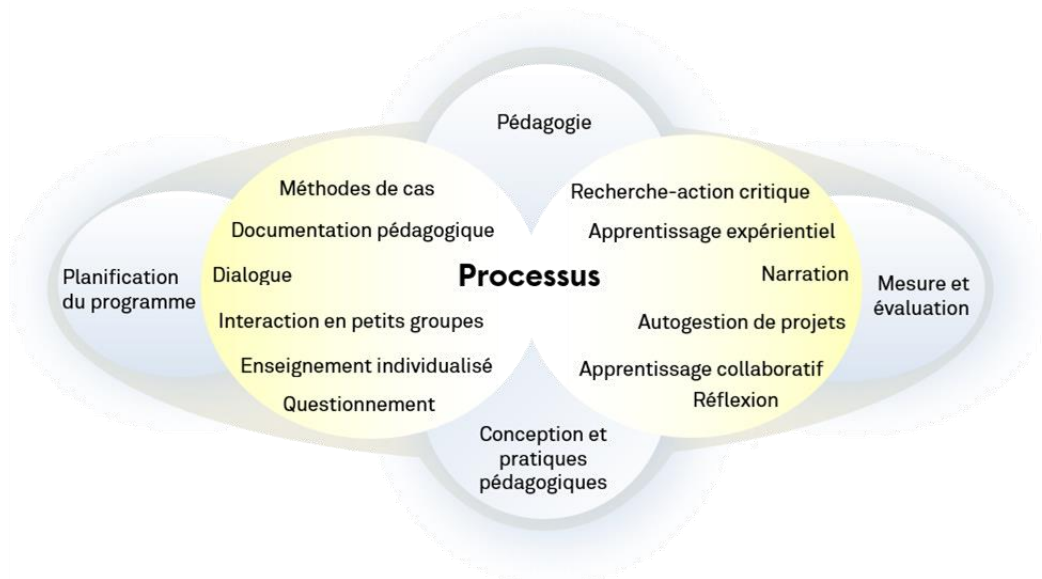 Pédagogie
Méthodes de cas
Documentation pédagogique
Dialogue
Interaction en petits groupes
Enseignement individualisé
Questionnement
Processus
Recherche-action critique
Apprentissage expérientiel
Narration
Autogestion de projets
Apprentissage collaboratif
Réflexion
Planification
du programme
Mesure et
évaluation
Conception et
pratiques
pédagogiques